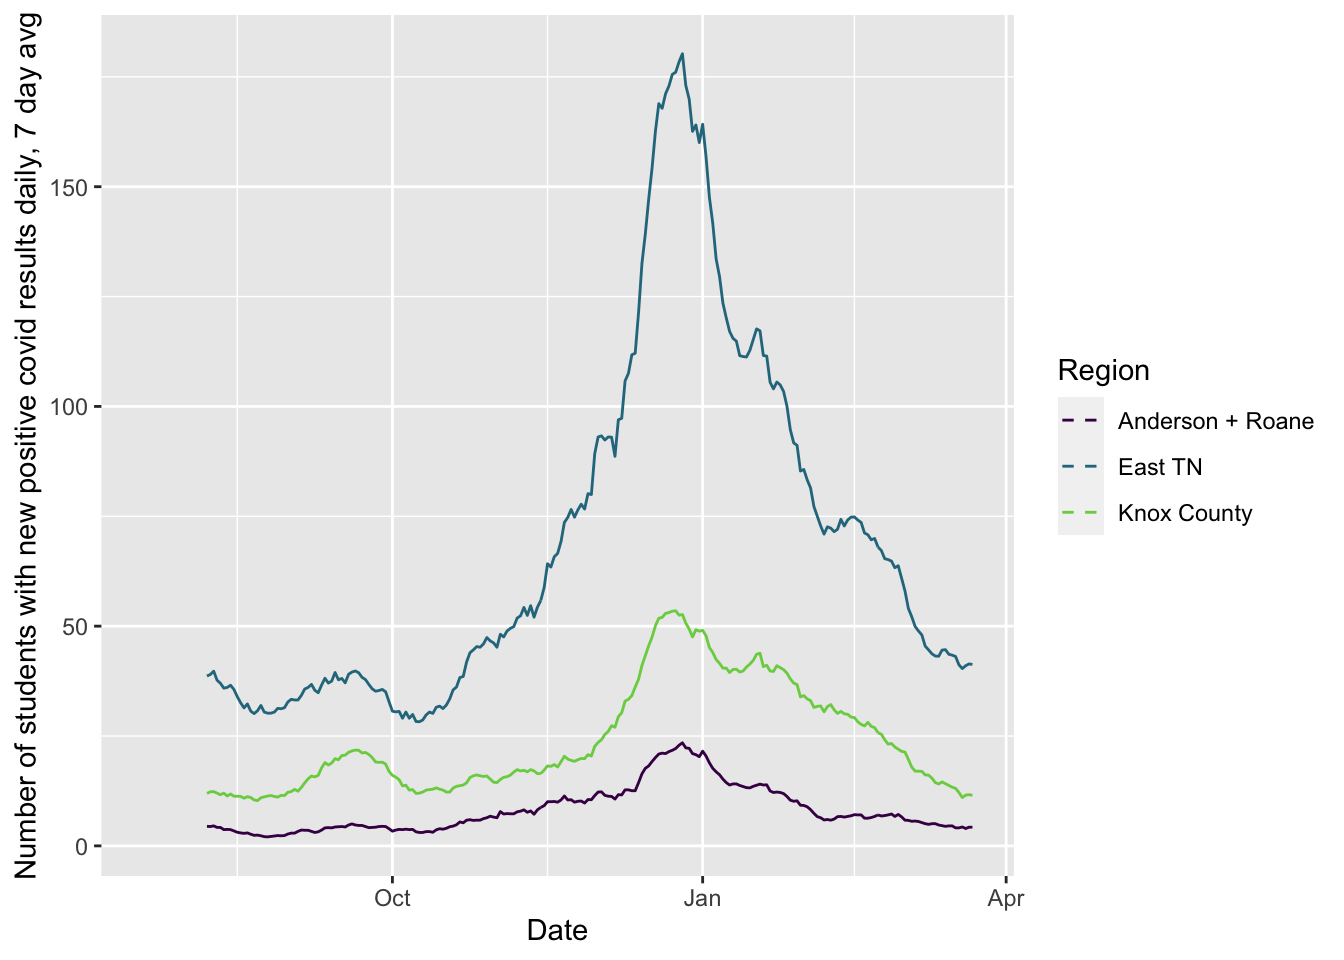 Number of students with new positive covid results daily, 7 day avg
150
100
50
0
Oct
Jan
Apr
Date
Region
Anderson + Roane
East TN
Knox County